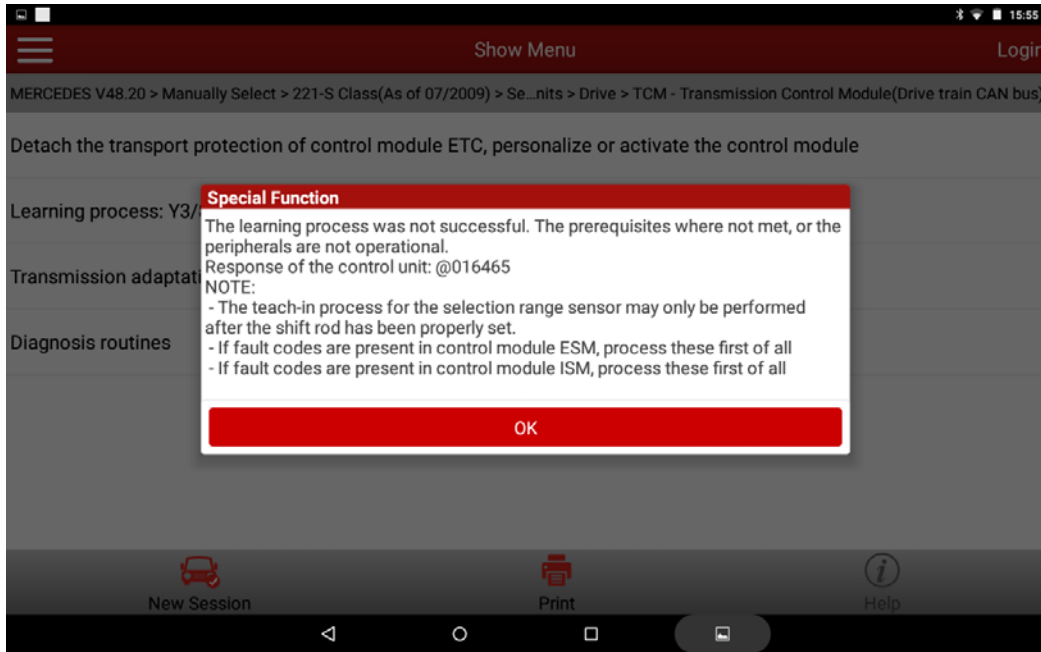 15:55
Show Menu
Login
MERCEDES V48.20 > Manually Select > 221-S Class(As of 07/2009) > Se...nits > Drive > TCM - Transmission Control Module(Drive train CAN bus)
Detach the transport protection of control module ETC, personalize or activate the control module
Special Function
Learning process: Y3/
The learning process was not successful. The prerequisites where not met, or the
peripherals are not operational.
Response of the control unit: @016465
Transmission adaptati
NOTE:
- The teach-in process for the selection range sensor may only be performed
after the shift rod has been properly set.
Diagnosis routines
- If fault codes are present in control module ESM, process these first of all
- If fault codes are present in control module ISM, process these first of all
OK
New Session
Print
Help